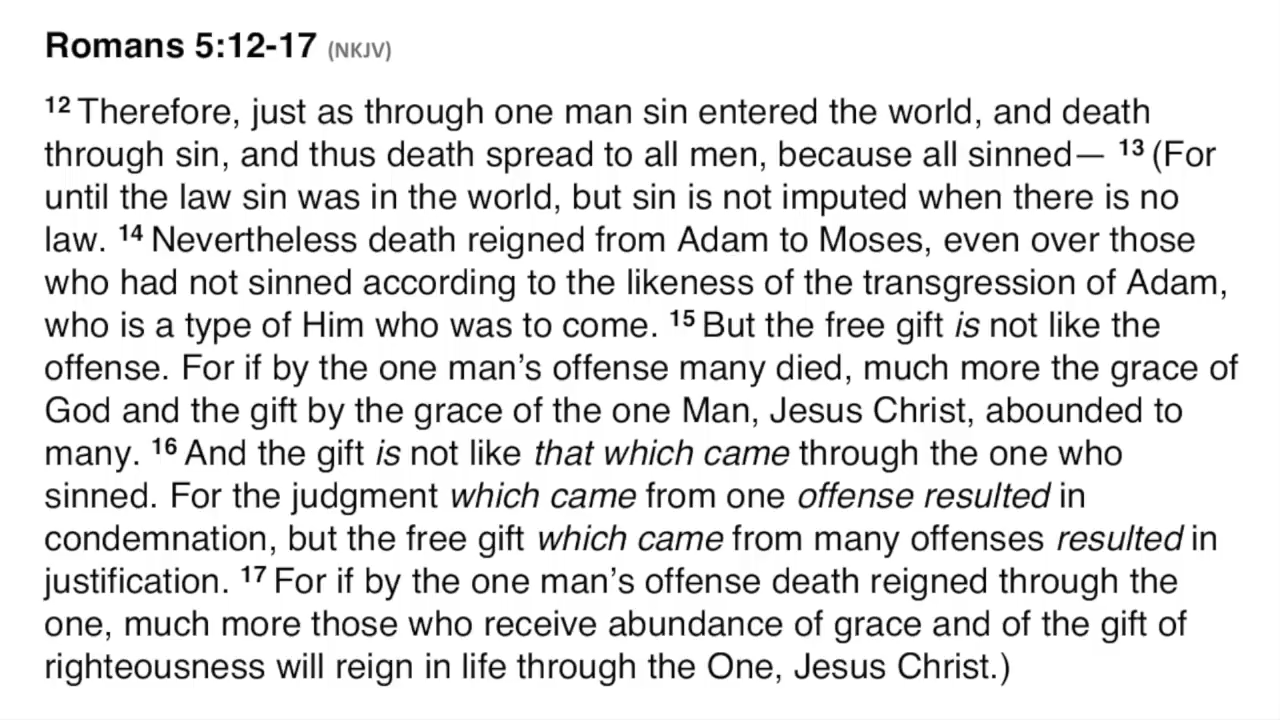 Romans 5:12-17 (NKJV)
12 Therefore, just as through one man sin entered the world, and death
through sin, and thus death spread to all men, because all sinned— 13 (For
until the law sin was in the world, but sin is not imputed when there is no
law. 14 Nevertheless death reigned from Adam to Moses, even over those
who had not sinned according to the likeness of the transgression of Adam,
who is a type of Him who was to come. 15 But the free gift is not like the
offense. For if by the one man’s offense many died, much more the grace of
God and the gift by the grace of the one Man, Jesus Christ, abounded to
many. 16 And the gift is not like that which came through the one who
sinned. For the judgment which came from one offense resulted in
condemnation, but the free gift which came from many offenses resulted in
justification. 17 For if by the one man’s offense death reigned through the
one, much more those who receive abundance of grace and of the gift of
righteousness will reign in life through the One, Jesus Christ.)